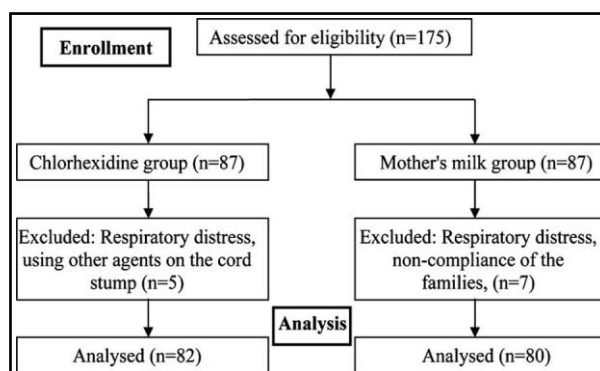 Enrollment
Assessed for eligibility (n=175)
Chlorhexidine group (n=87)
Mother's milk group (n=87)
Excluded: Respiratory distress,
using other agents on the cord
stump (n=5)
Excluded: Respiratory distress,
non-compliance of the
families, (n=7)
Analysis
Analysed (n=82)
Analysed (n=80)